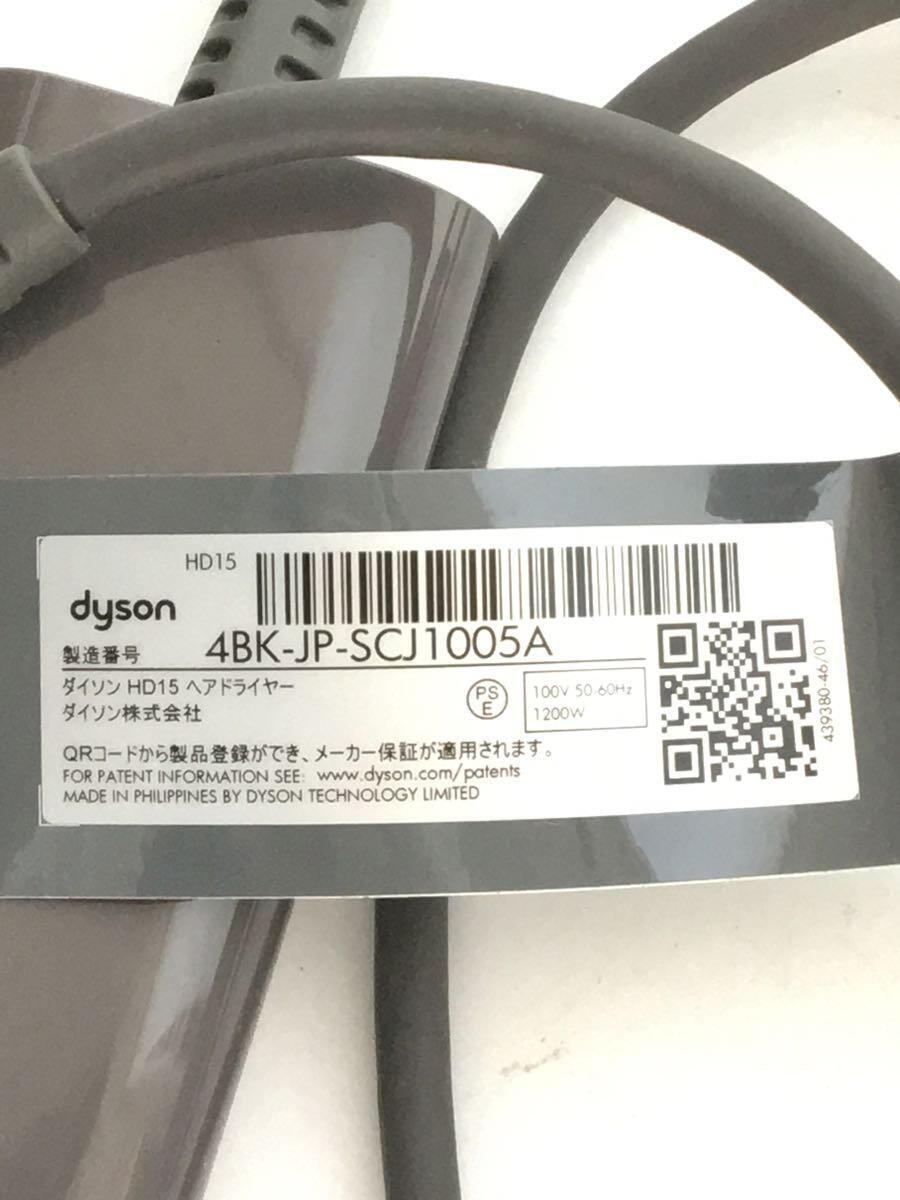 HD15
dyson
製造番号 4BK-JP-SCJ1005A
ダイソン HD15 ヘアドライヤー
ダイソン株式会社
PS
E
100V 50-60Hz
1200W
QRコードから製品登録ができ、メーカー保証が適用されます。
FOR PATENT INFORMATION SEE: www.dyson.com/patents
MADE IN PHILIPPINES BY DYSON TECHNOLOGY LIMITED
439380-46/01